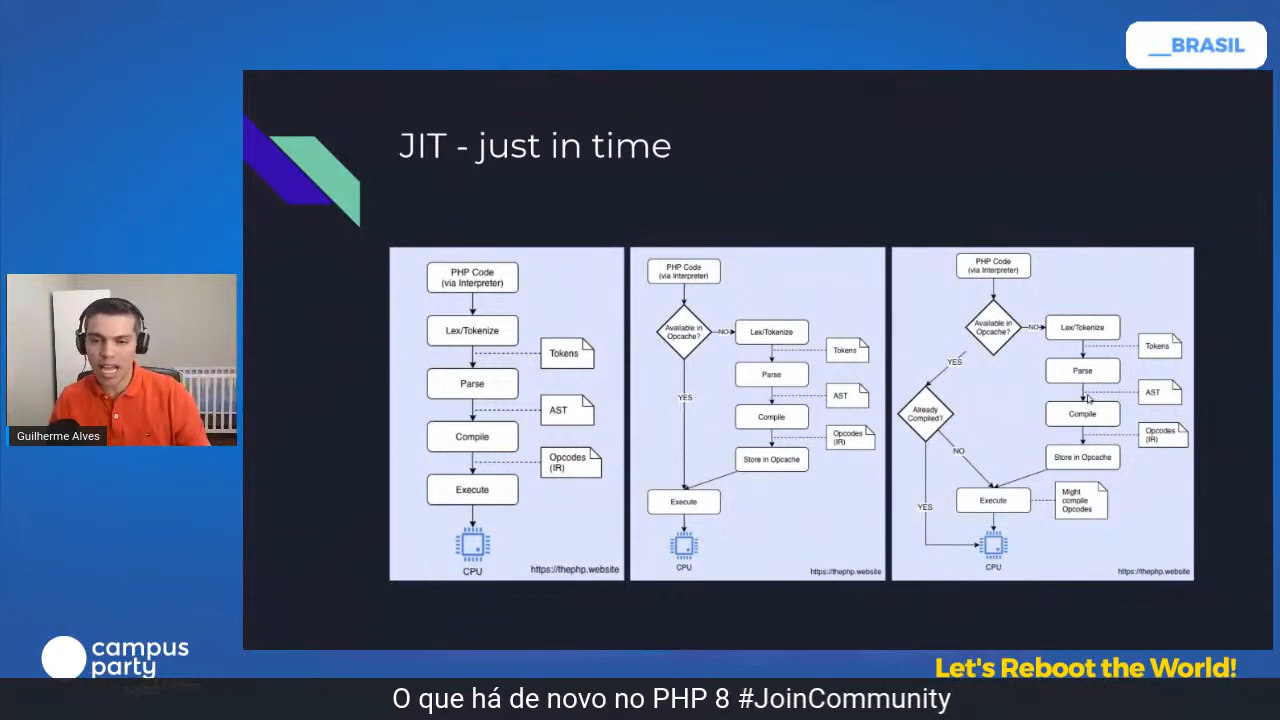 __BRASIL
JIT - just in time
PHP Code
(via Interpreter)
Lex/Tokenize
Tokens
Parse
AST
Compile
Opcodes
(IR)
Execute
CPU
https://thephp.website
PHP Code
(via Interpreter)
Available in
Opcache?
NO
Lex/Tokenize
Tokens
Parse
YES
AST
Compile
Opcodes
(IR)
Store in Opcache
Execute
CPU
https://thephp.website
PHP Code
(via Interpreter)
Available in
Opcache?
NO
Lex/Tokenize
Tokens
YES
Parse
AST
Already
Compiled?
Compile
Opcodes
(IR)
NO
Store in Opcache
YES
Execute
Might
compile
Opcodes
CPU
https://thephp.website
Guilherme Alves
campus
party
Let's Reboot the World!
O que há de novo no PHP 8 #JoinCommunity